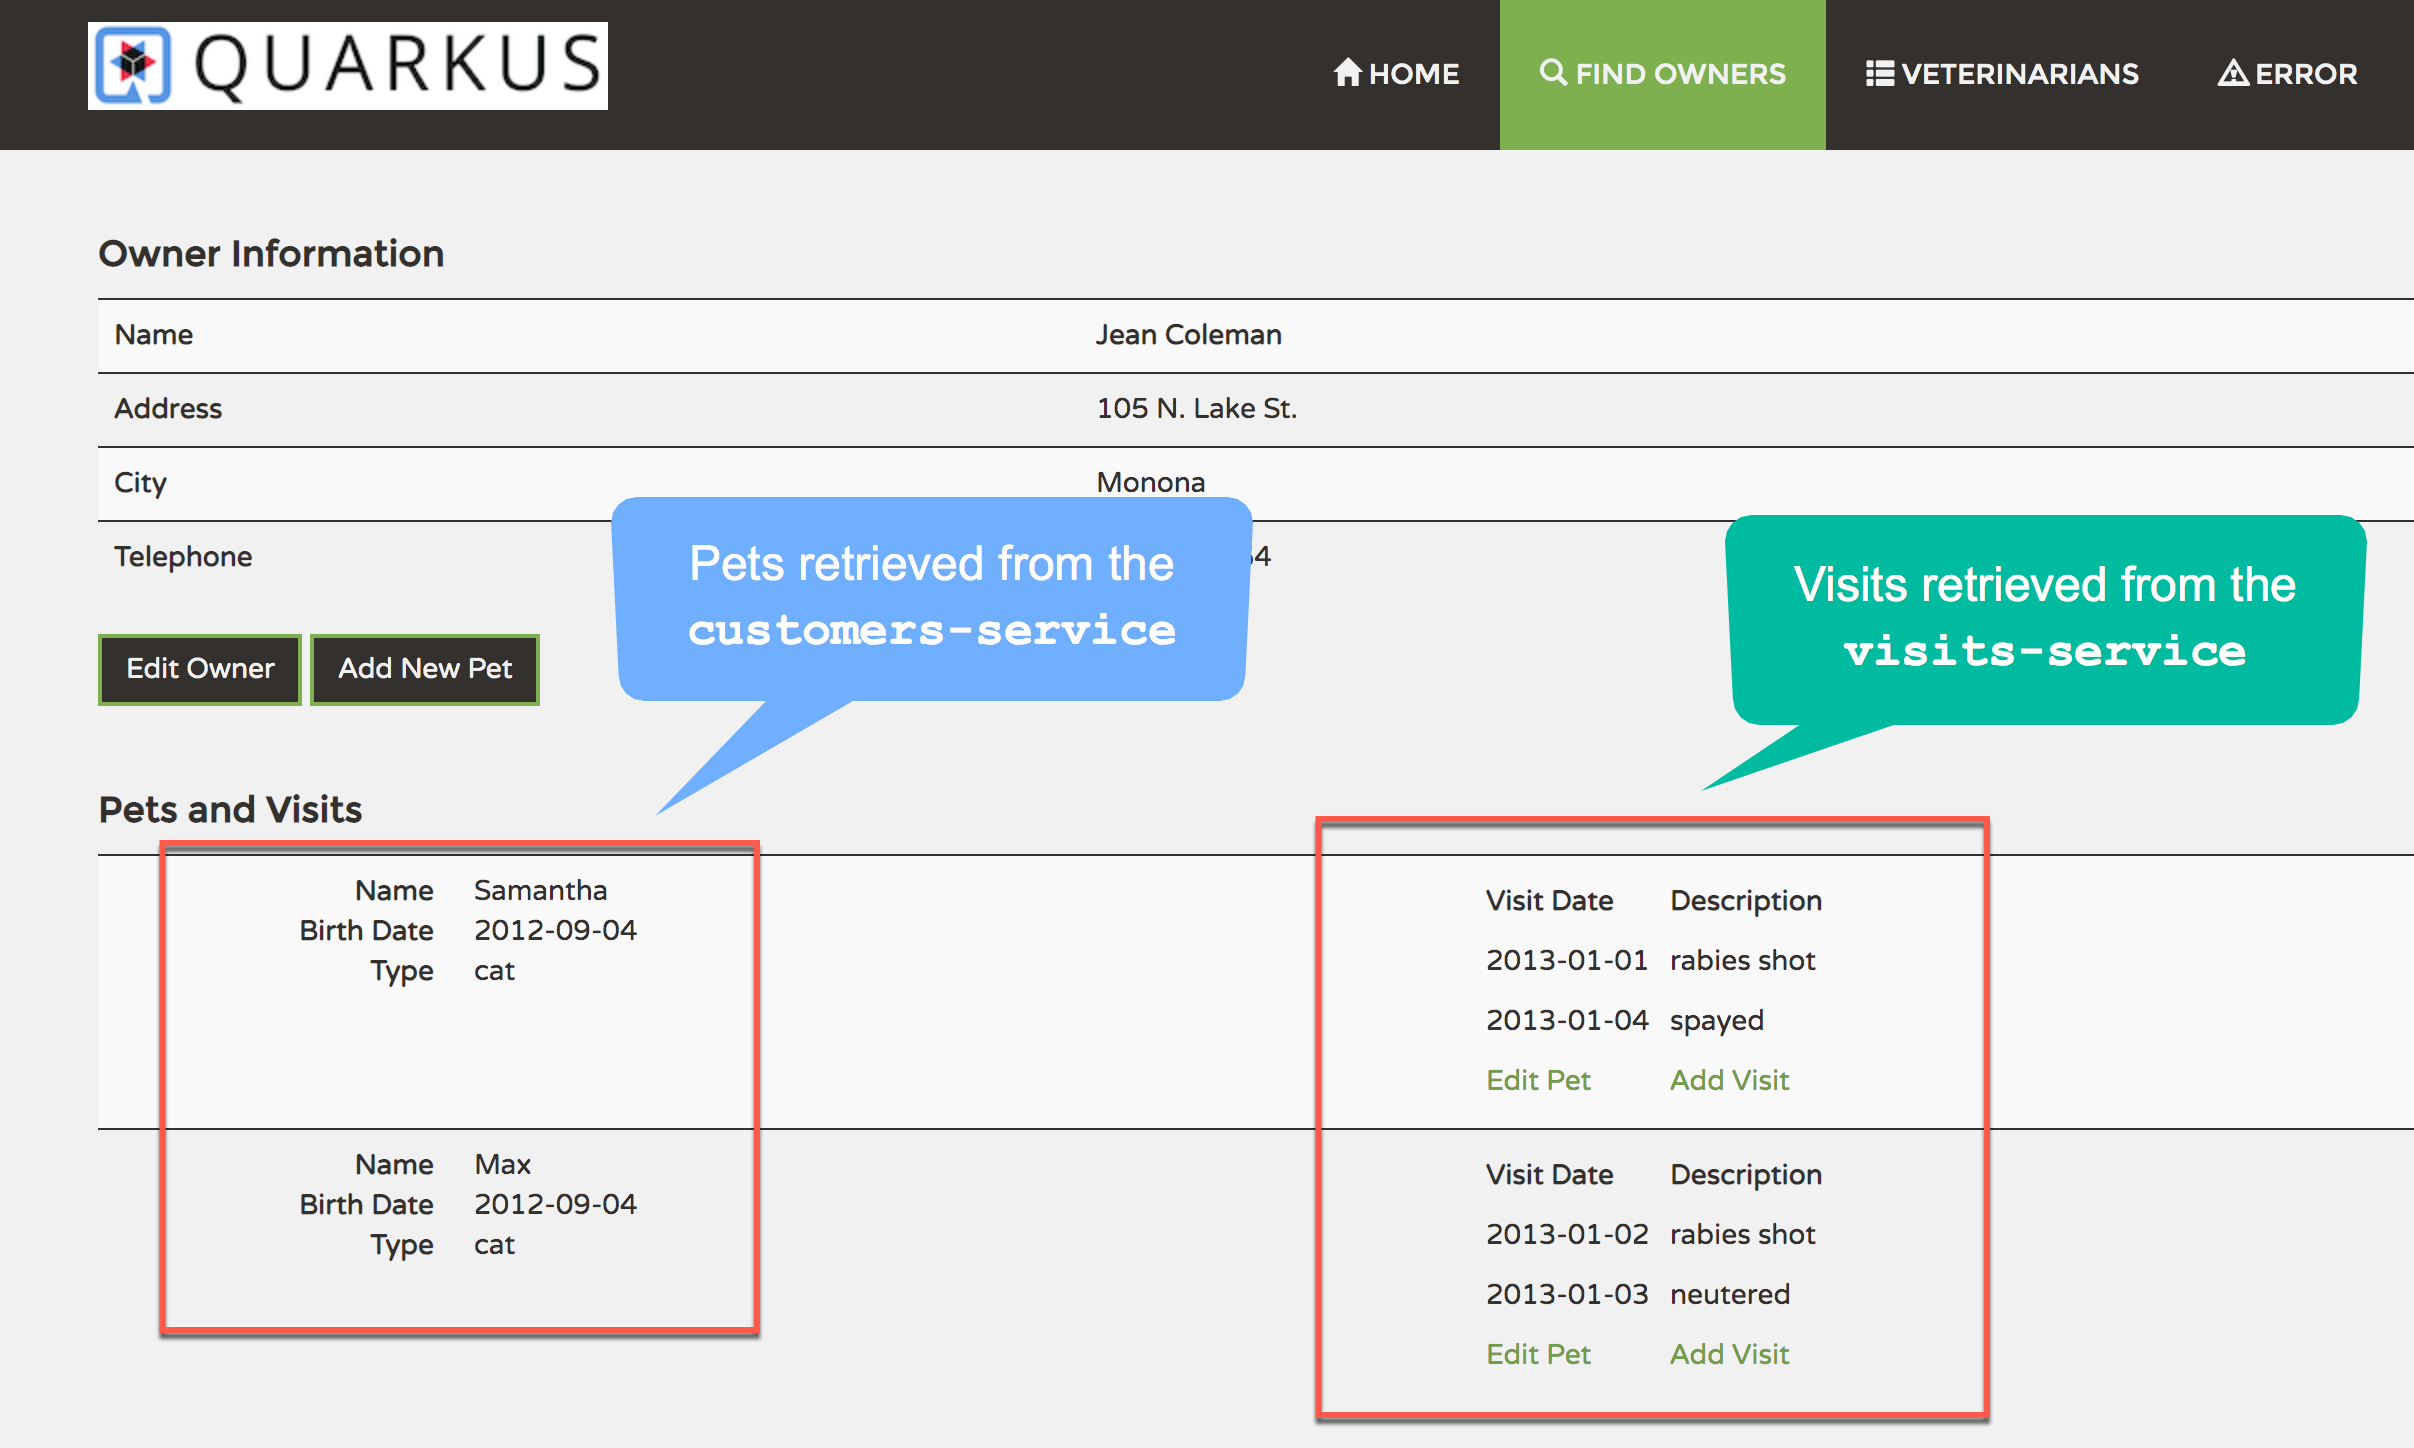 QUARKUS
HOME FIND OWNERS VETERINARIANS ERROR
Owner Information
Name Jean Coleman
Address 105 N. Lake St.
City Monona
Telephone
Pets retrieved from the
customers-service
Visits retrieved from the
visits-service
Edit Owner Add New Pet
Pets and Visits
Name Samantha
Birth Date 2012-09-04
Type cat
Visit Date Description
2013-01-01 rabies shot
2013-01-04 spayed
Edit Pet Add Visit
Name Max
Birth Date 2012-09-04
Type cat
Visit Date Description
2013-01-02 rabies shot
2013-01-03 neutered
Edit Pet Add Visit